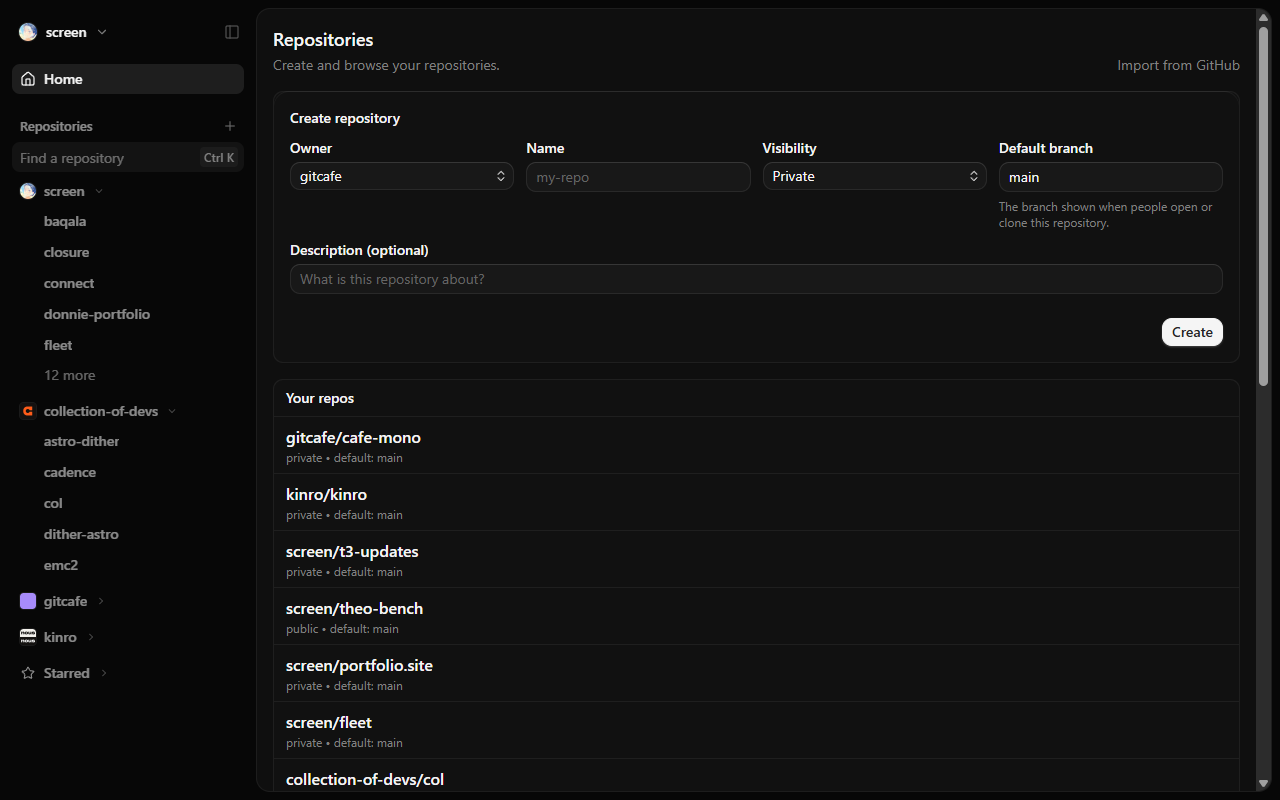 screen
Home
Repositories
Find a repository
Ctrl K
screen
baqala
closure
connect
donnie-portfolio
fleet
12 more
collection-of-devs
astro-dither
cadence
col
dither-astro
emc2
gitcafe
kinro
Starred
Repositories
Create and browse your repositories.
Import from GitHub
Create repository
Owner
gitcafe
Name
my-repo
Visibility
Private
Default branch
main
The branch shown when people open or
clone this repository.
Description (optional)
What is this repository about?
Create
Your repos
gitcafe/cafe-mono
private • default: main
kinro/kinro
private • default: main
screen/t3-updates
private • default: main
screen/theo-bench
public • default: main
screen/portfolio.site
private • default: main
screen/fleet
private • default: main
collection-of-devs/col